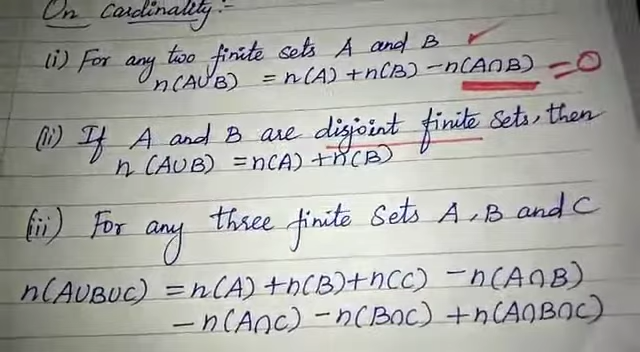 On Cardinality:-
(i) For any two finite sets A and B
n(A∪B) = n(A) + n(B) - n(A∩B) = 0
(ii) If A and B are disjoint finite sets, then
n (A∪B) = n(A) + n(B)
(iii) For any three finite Sets A, B and C
n(A∪B∪C) = n(A) + n(B) + n(C) - n(A∩B)
- n(A∩C) - n(B∩C) + n(A∩B∩C)